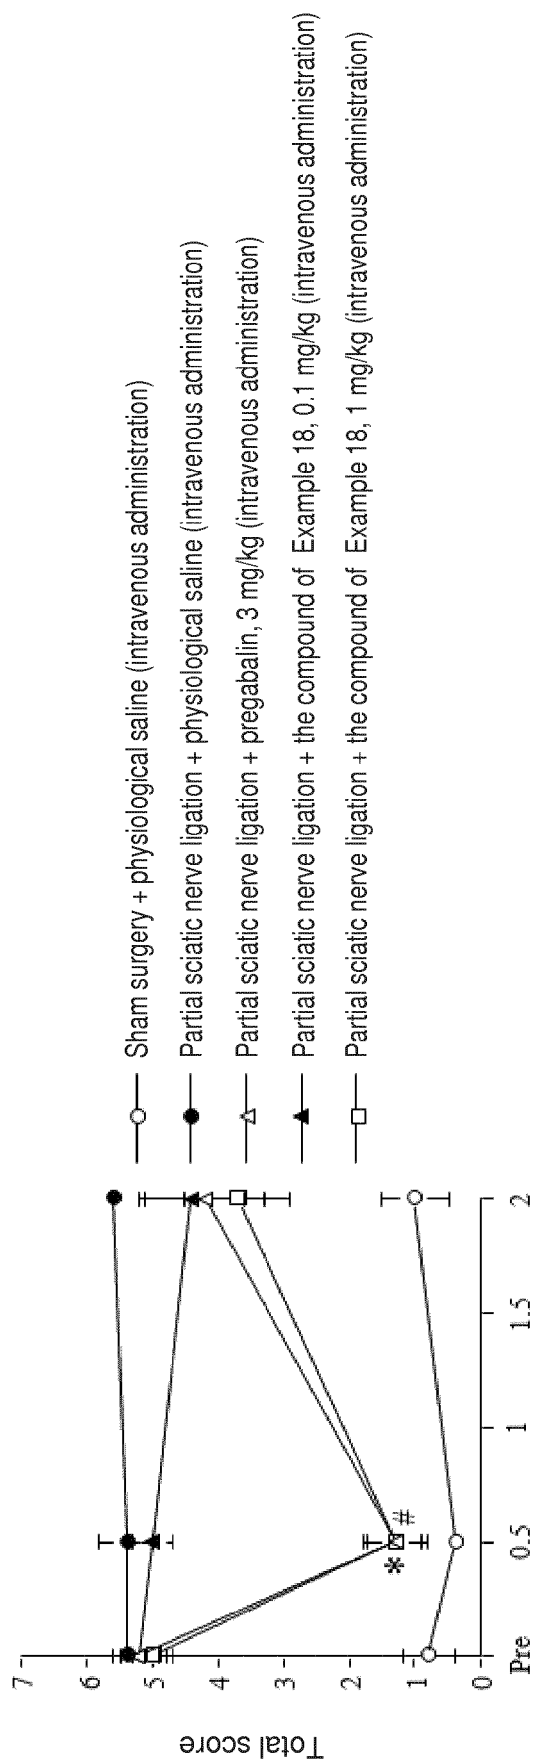 Total score
7
6
5
4
3
2
1
0
Pre
0.5
1
1.5
2
*
#
Sham surgery + physiological saline (intravenous administration)
Partial sciatic nerve ligation + physiological saline (intravenous administration)
Partial sciatic nerve ligation + pregabalin, 3 mg/kg (intravenous administration)
Partial sciatic nerve ligation + the compound of Example 18, 0.1 mg/kg (intravenous administration)
Partial sciatic nerve ligation + the compound of Example 18, 1 mg/kg (intravenous administration)